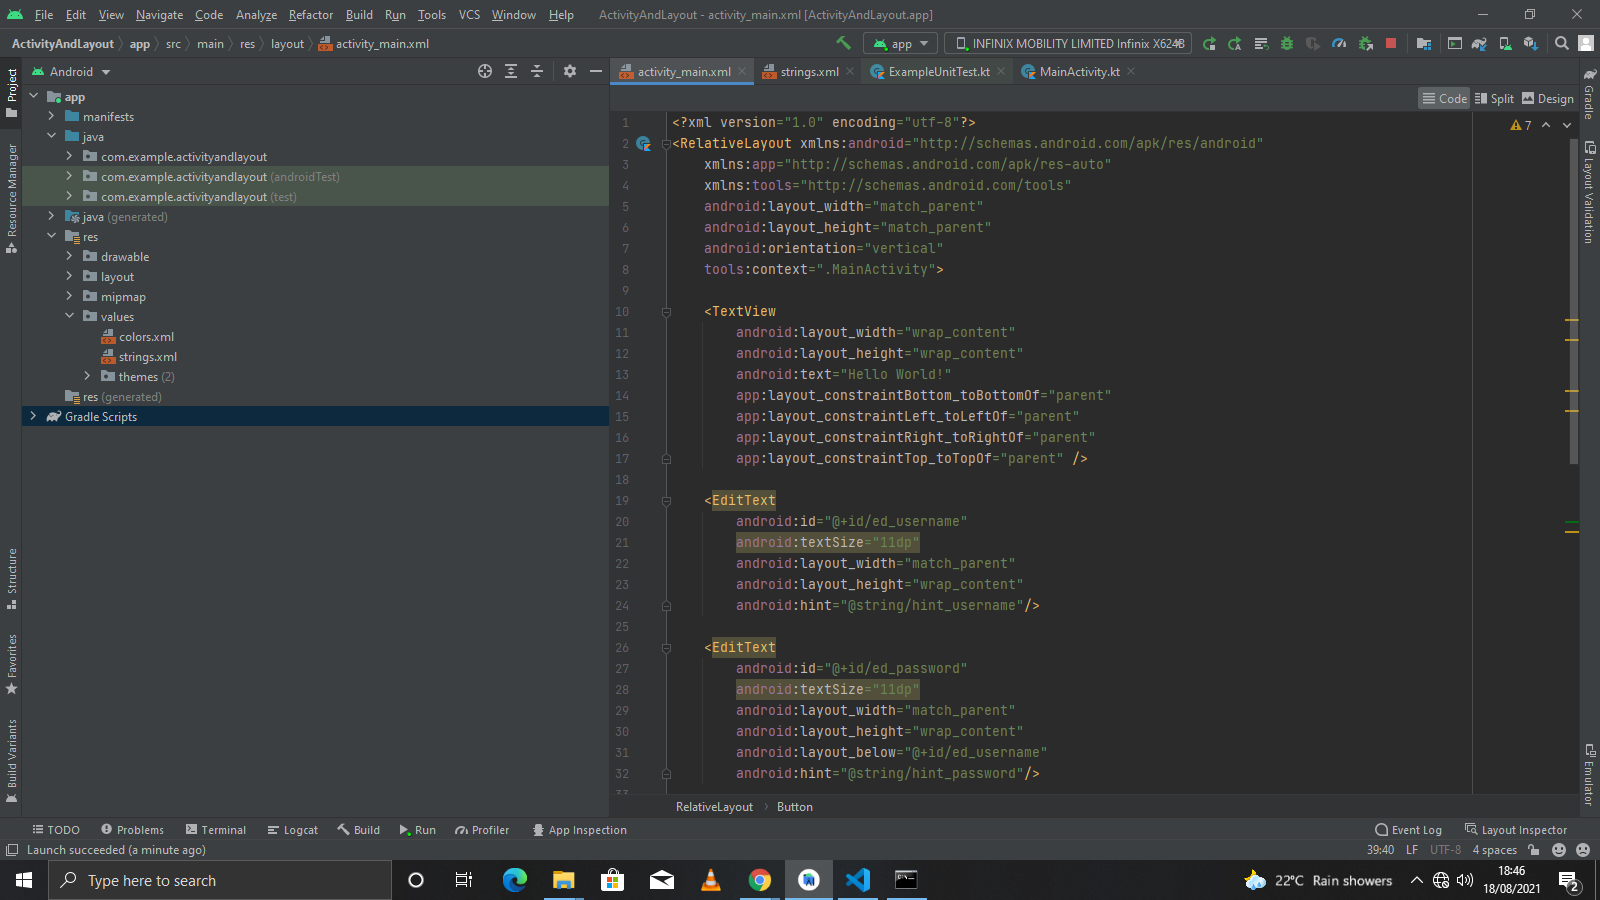 File Edit View Navigate Code Analyze Refactor Build Run Tools VCS Window Help ActivityAndLayout - activity_main.xml [ActivityAndLayout.app]
ActivityAndLayout app src main res layout activity_main.xml app INFINIX MOBILITY LIMITED Infinix X624B
Android
activity_main.xml strings.xml ExampleUnitTest.kt MainActivity.kt
Code Split Design
7
Project
Resource Manager
Structure
Favorites
Build Variants
app
manifests
java
com.example.activityandlayout
com.example.activityandlayout (androidTest)
com.example.activityandlayout (test)
java (generated)
res
drawable
layout
mipmap
values
colors.xml
strings.xml
themes (2)
res (generated)
Gradle Scripts
1 <?xml version="1.0" encoding="utf-8"?>
2 <RelativeLayout xmlns:android="http://schemas.android.com/apk/res/android"
3 xmlns:app="http://schemas.android.com/apk/res-auto"
4 xmlns:tools="http://schemas.android.com/tools"
5 android:layout_width="match_parent"
6 android:layout_height="match_parent"
7 android:orientation="vertical"
8 tools:context=".MainActivity">
9
10 <TextView
11 android:layout_width="wrap_content"
12 android:layout_height="wrap_content"
13 android:text="Hello World!"
14 app:layout_constraintBottom_toBottomOf="parent"
15 app:layout_constraintLeft_toLeftOf="parent"
16 app:layout_constraintRight_toRightOf="parent"
17 app:layout_constraintTop_toTopOf="parent" />
18
19 <EditText
20 android:id="@+id/ed_username"
21 android:textSize="11dp"
22 android:layout_width="match_parent"
23 android:layout_height="wrap_content"
24 android:hint="@string/hint_username"/>
25
26 <EditText
27 android:id="@+id/ed_password"
28 android:textSize="11dp"
29 android:layout_width="match_parent"
30 android:layout_height="wrap_content"
31 android:layout_below="@+id/ed_username"
32 android:hint="@string/hint_password"/>
33
Gradle
Layout Validation
Emulator
RelativeLayout Button
TODO Problems Terminal Logcat Build Run Profiler App Inspection Event Log Layout Inspector
Launch succeeded (a minute ago) 39:40 LF UTF-8 4 spaces
Type here to search 22°C Rain showers 18:46
18/08/2021 2